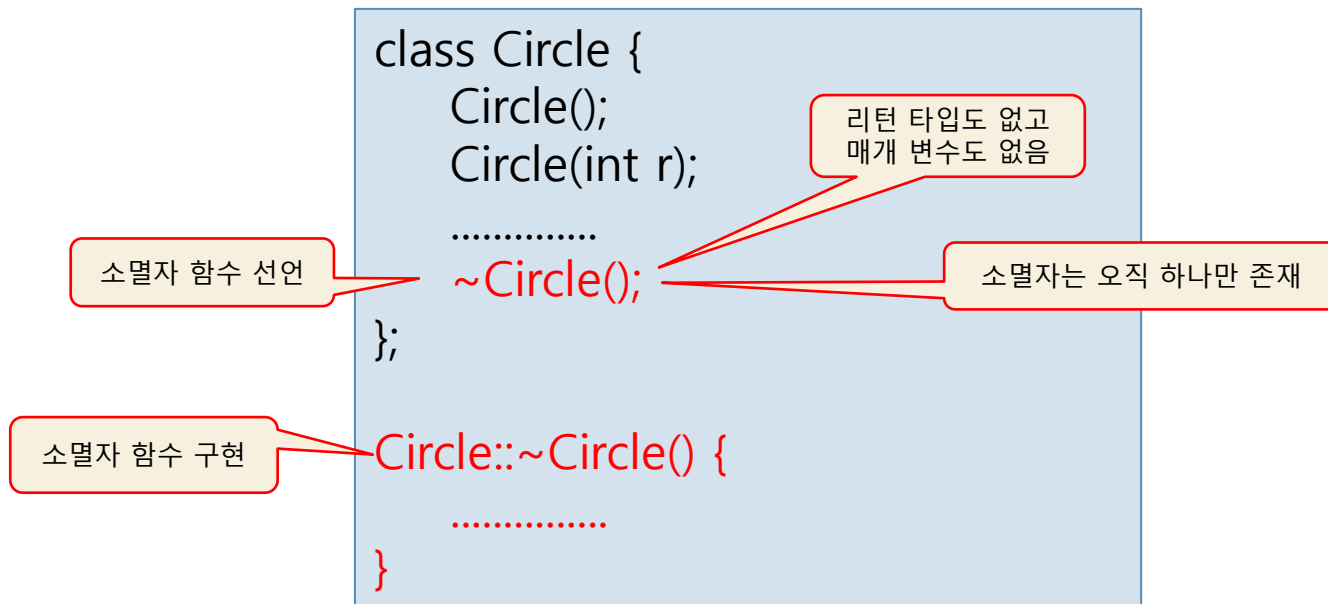 class Circle {
Circle();
Circle(int r);
리턴 타입도 없고
매개 변수도 없음
..............
소멸자 함수 선언
~Circle();
소멸자는 오직 하나만 존재
};
소멸자 함수 구현
Circle::~Circle() {
...............
}